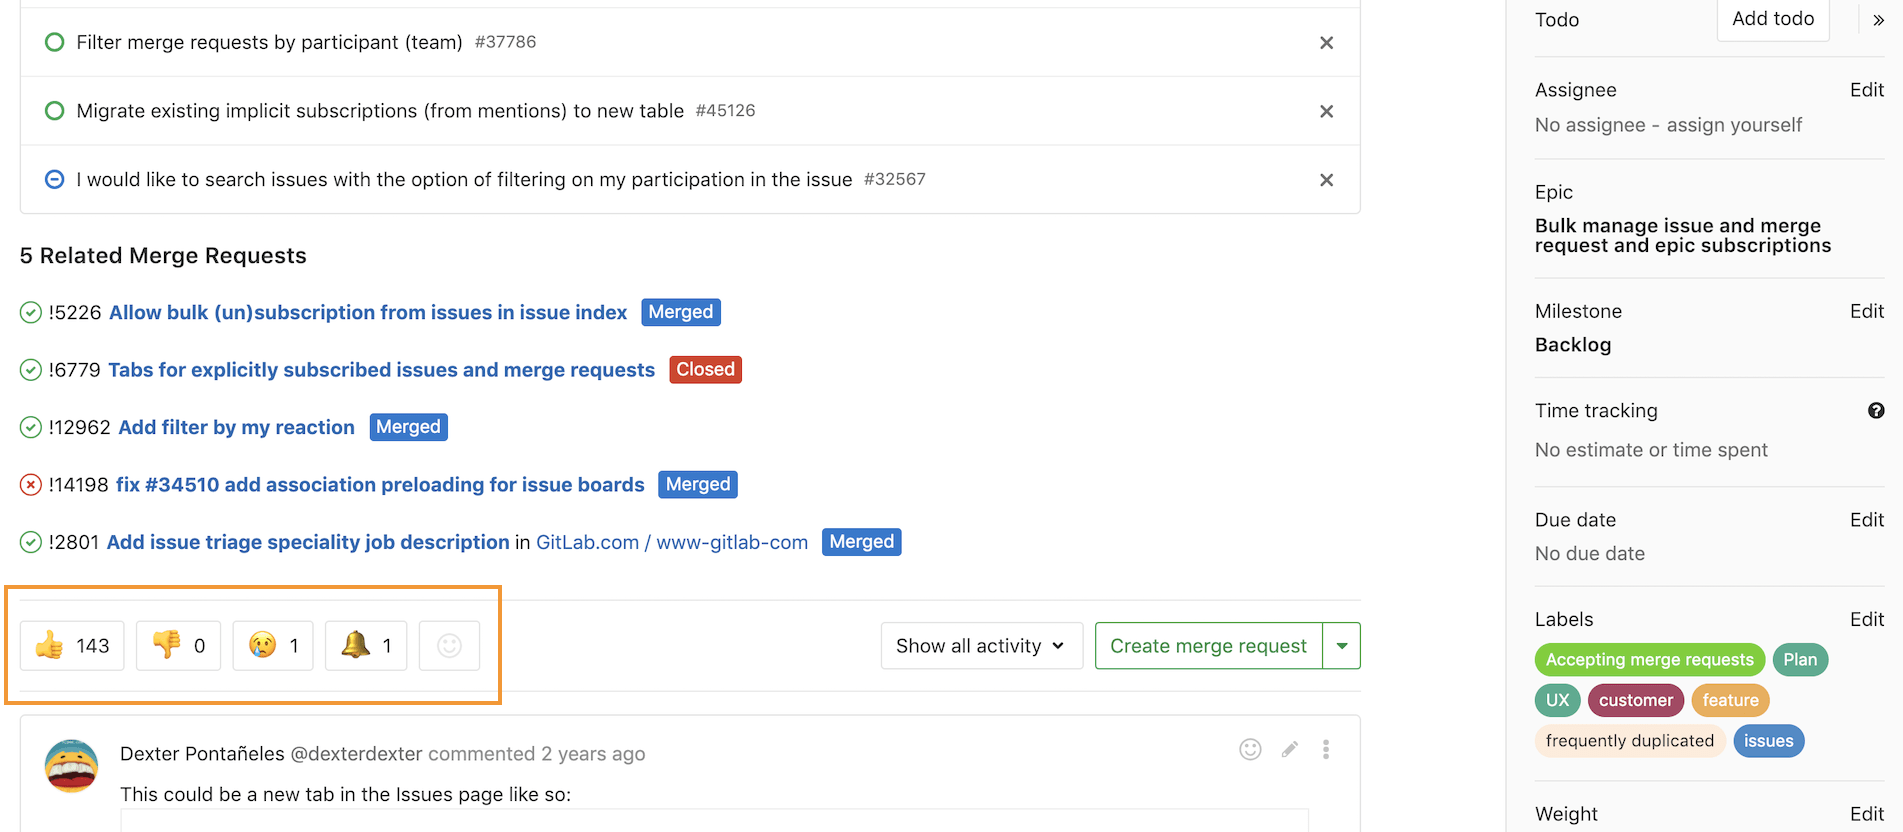 Filter merge requests by participant (team) #37786
Migrate existing implicit subscriptions (from mentions) to new table #45126
I would like to search issues with the option of filtering on my participation in the issue #32567
5 Related Merge Requests
!5226 Allow bulk (un)subscription from issues in issue index Merged
!6779 Tabs for explicitly subscribed issues and merge requests Closed
!12962 Add filter by my reaction Merged
!14198 fix #34510 add association preloading for issue boards Merged
!2801 Add issue triage speciality job description in GitLab.com / www-gitlab-com Merged
143 0 1 1
Show all activity
Create merge request
Dexter Pontañeles @dexterdexter commented 2 years ago
This could be a new tab in the Issues page like so:
Todo Add todo »
Assignee Edit
No assignee - assign yourself
Epic
Bulk manage issue and merge
request and epic subscriptions
Milestone Edit
Backlog
Time tracking
No estimate or time spent
Due date Edit
No due date
Labels Edit
Accepting merge requests Plan
UX customer feature
frequently duplicated issues
Weight Edit